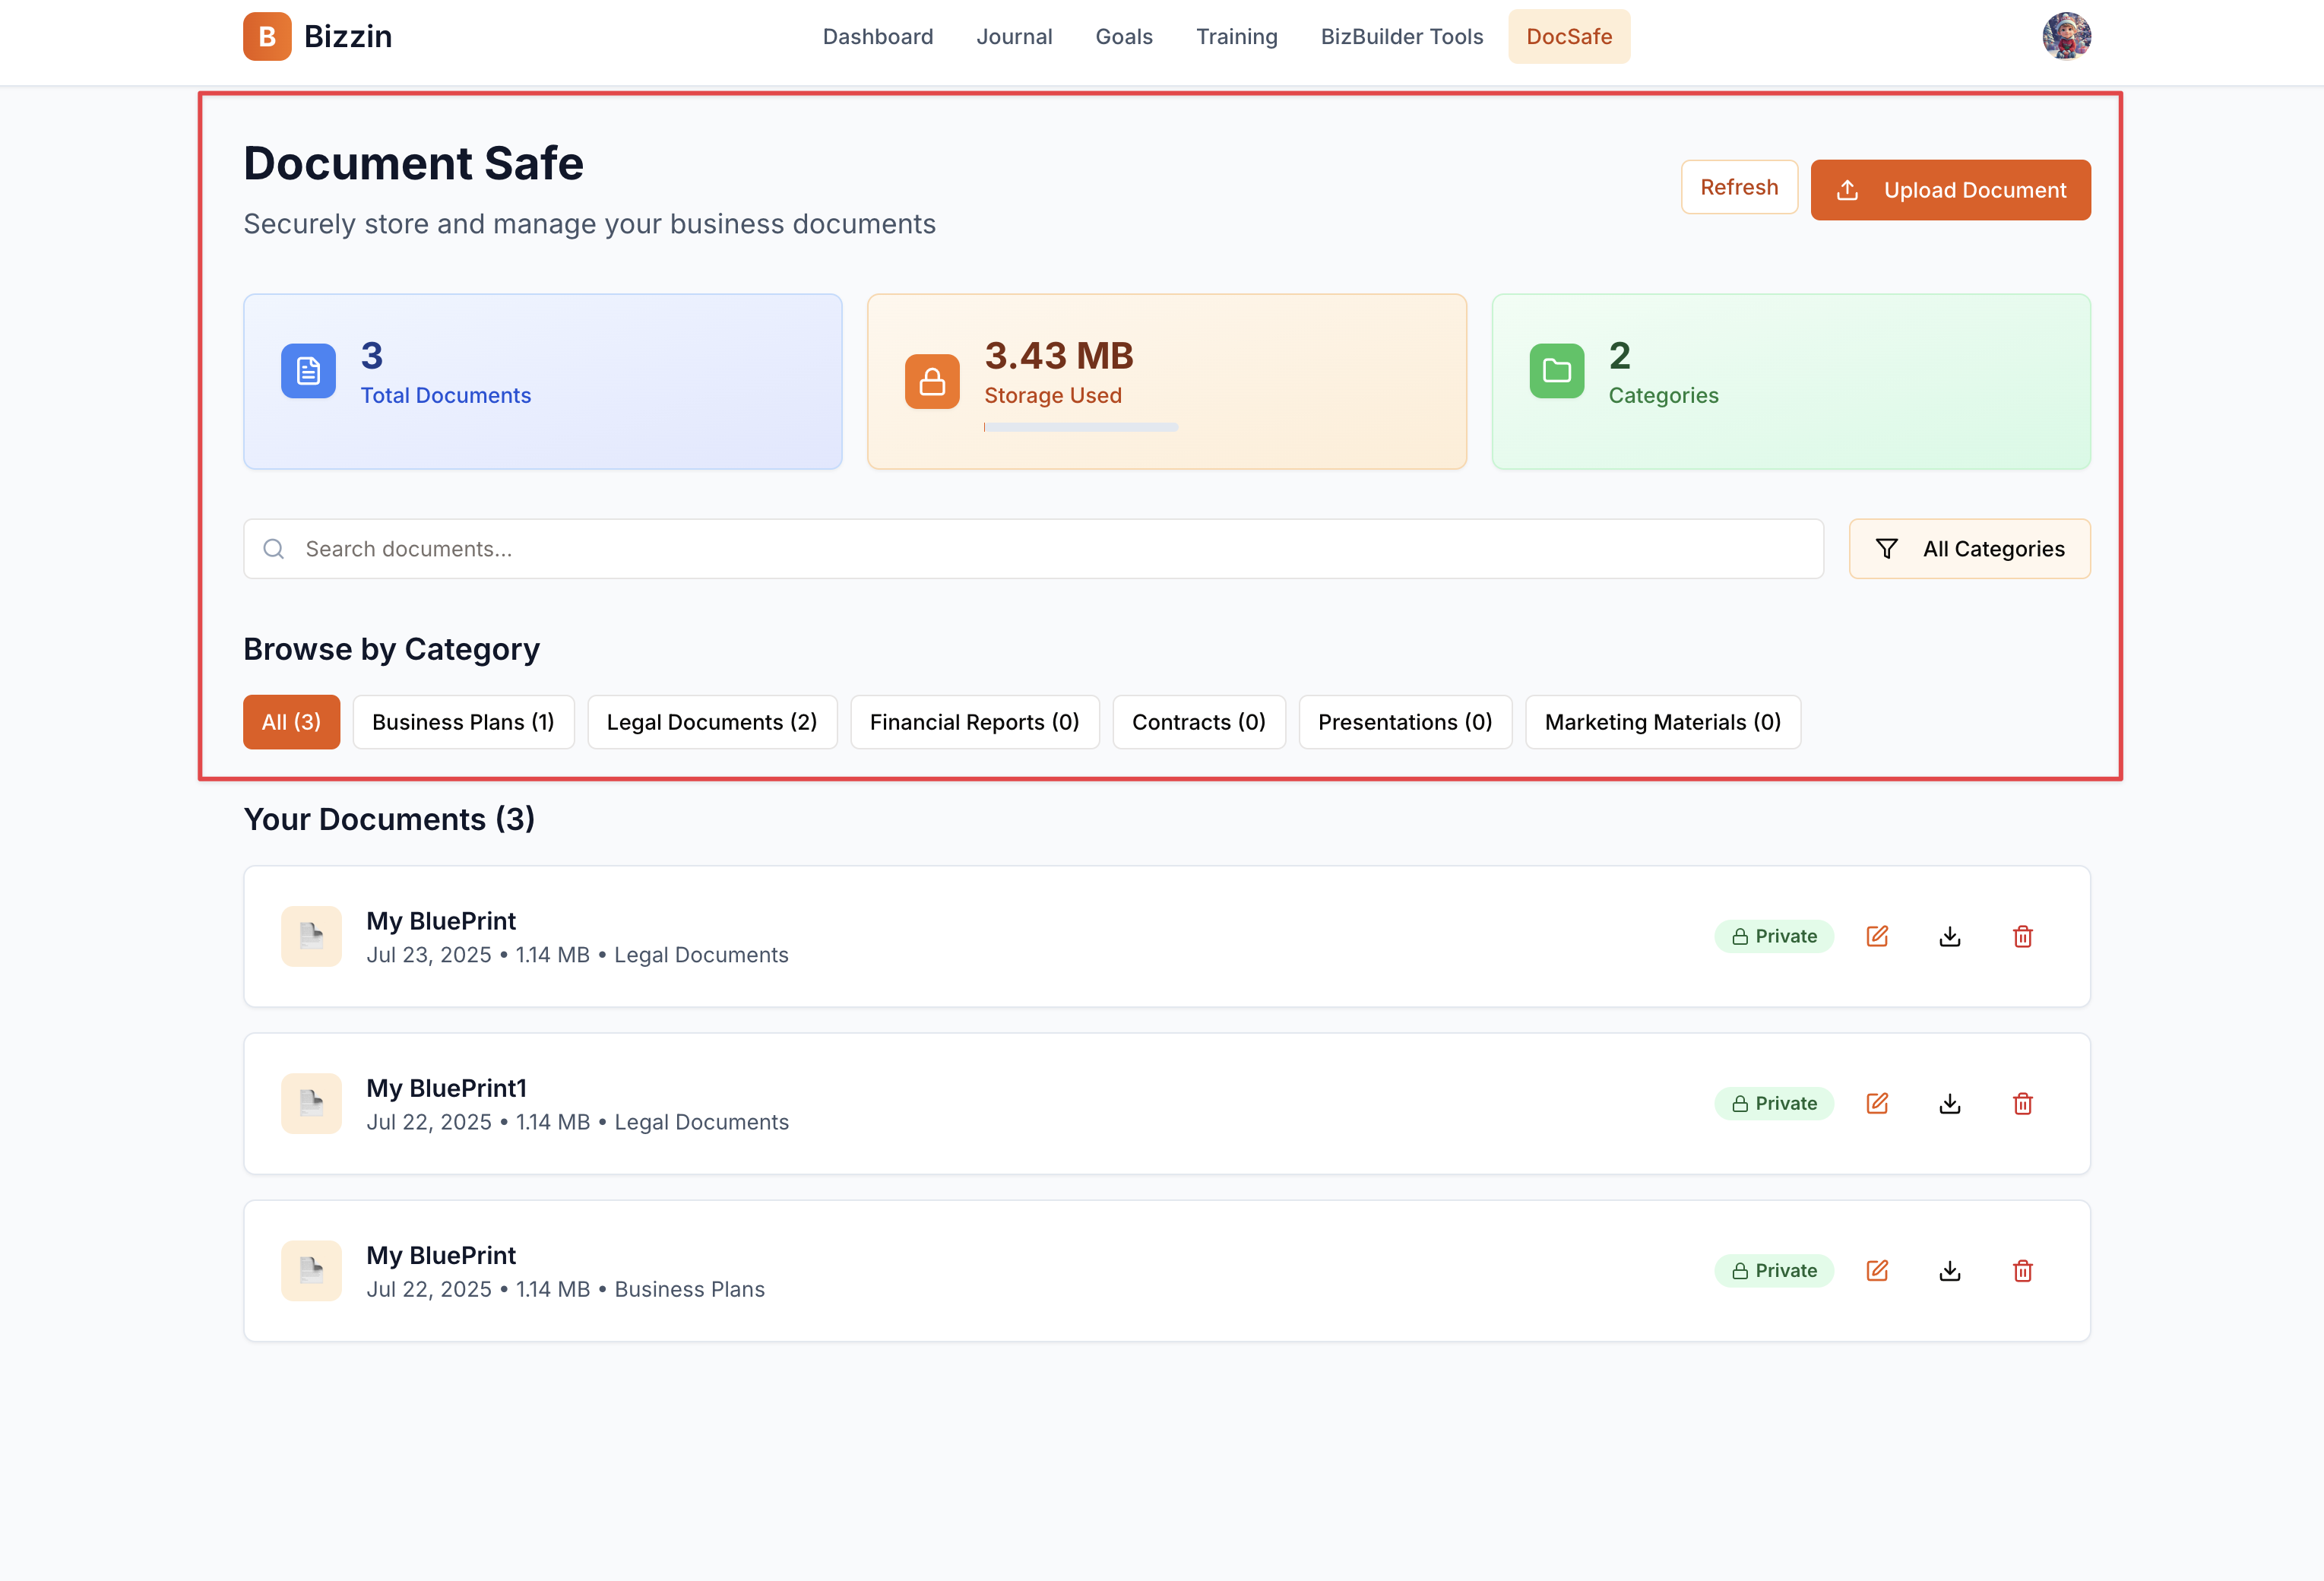 B Bizzin
Dashboard Journal Goals Training BizBuilder Tools DocSafe
Document Safe
Securely store and manage your business documents
Refresh Upload Document
3
Total Documents
3.43 MB
Storage Used
2
Categories
Search documents...
All Categories
Browse by Category
All (3) Business Plans (1) Legal Documents (2) Financial Reports (0) Contracts (0) Presentations (0) Marketing Materials (0)
Your Documents (3)
My BluePrint
Jul 23, 2025 • 1.14 MB • Legal Documents
Private
My BluePrint1
Jul 22, 2025 • 1.14 MB • Legal Documents
Private
My BluePrint
Jul 22, 2025 • 1.14 MB • Business Plans
Private